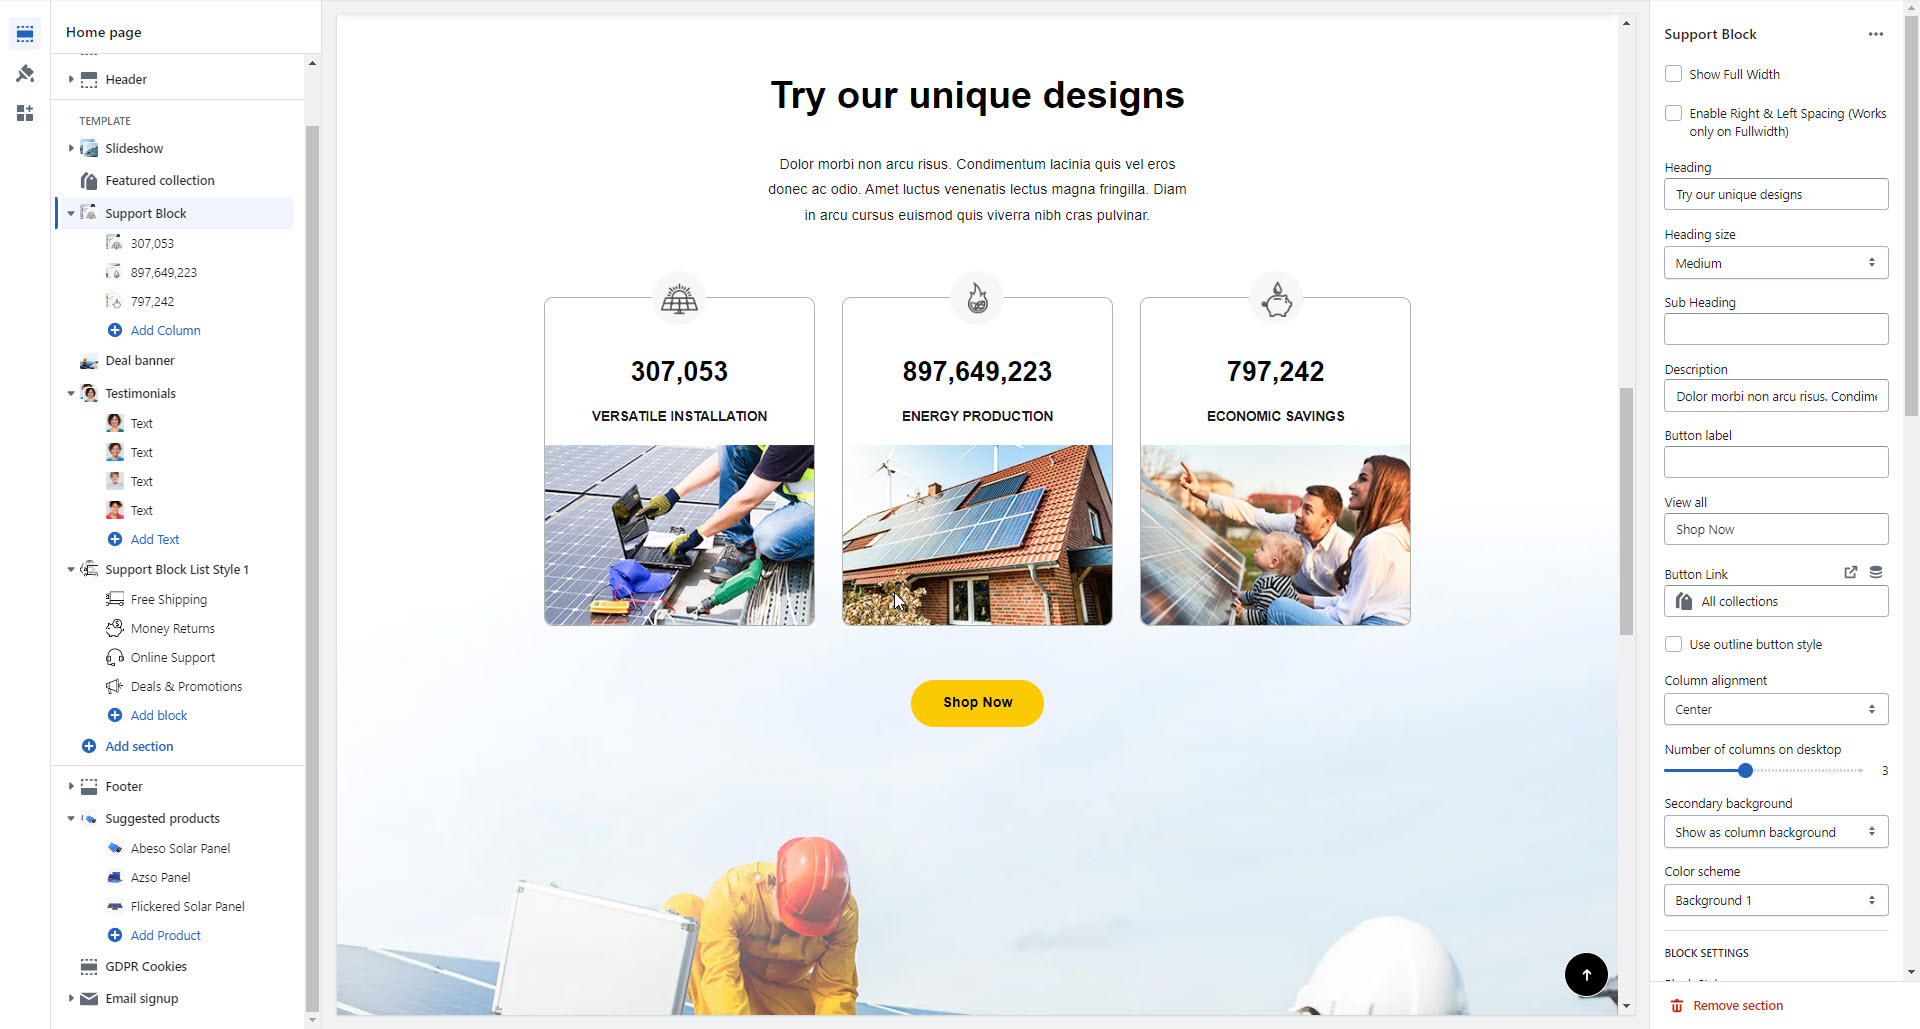 Home page
Header
TEMPLATE
Slideshow
Featured collection
Support Block
307,053
897,649,223
797,242
Add Column
Deal banner
Testimonials
Text
Text
Text
Text
Add Text
Support Block List Style 1
Free Shipping
Money Returns
Online Support
Deals & Promotions
Add block
Add section
Footer
Suggested products
Abeso Solar Panel
Azso Panel
Flickered Solar Panel
Add Product
GDPR Cookies
Email signup
Try our unique designs
Dolor morbi non arcu risus. Condimentum lacinia quis vel eros
donec ac odio. Amet luctus venenatis lectus magna fringilla. Diam
in arcu cursus euismod quis viverra nibh cras pulvinar.
307,053
VERSATILE INSTALLATION
897,649,223
ENERGY PRODUCTION
797,242
ECONOMIC SAVINGS
Shop Now
Support Block
Show Full Width
Enable Right & Left Spacing (Works
only on Fullwidth)
Heading
Try our unique designs
Heading size
Medium
Sub Heading
Description
Dolor morbi non arcu risus. Condime
Button label
View all
Shop Now
Button Link
All collections
Use outline button style
Column alignment
Center
Number of columns on desktop
3
Secondary background
Show as column background
Color scheme
Background 1
BLOCK SETTINGS
Remove section